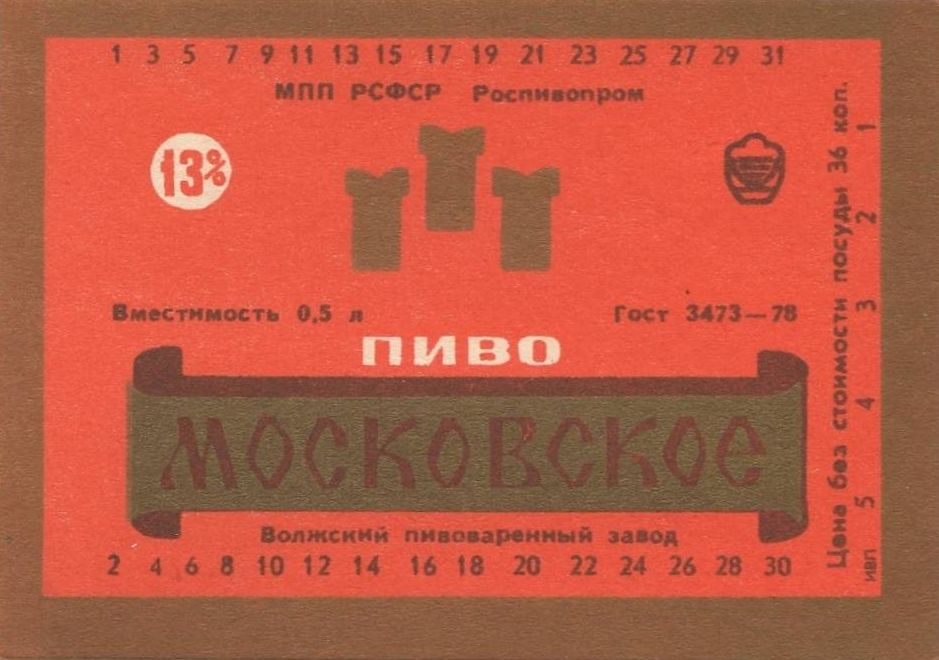 1 3 5 7 9 11 13 15 17 19 21 23 25 27 29 31
МПП РСФСР Роспивопром
13%
Вместимость 0,5 л
Гост 3473—78
ПИВО
МОСКОВСКОЕ
Волжский пивоваренный завод
2 4 6 8 10 12 14 16 18 20 22 24 26 28 30
Цена без стоимости посуды 36 коп.
ИВП 5 4 3 2 1